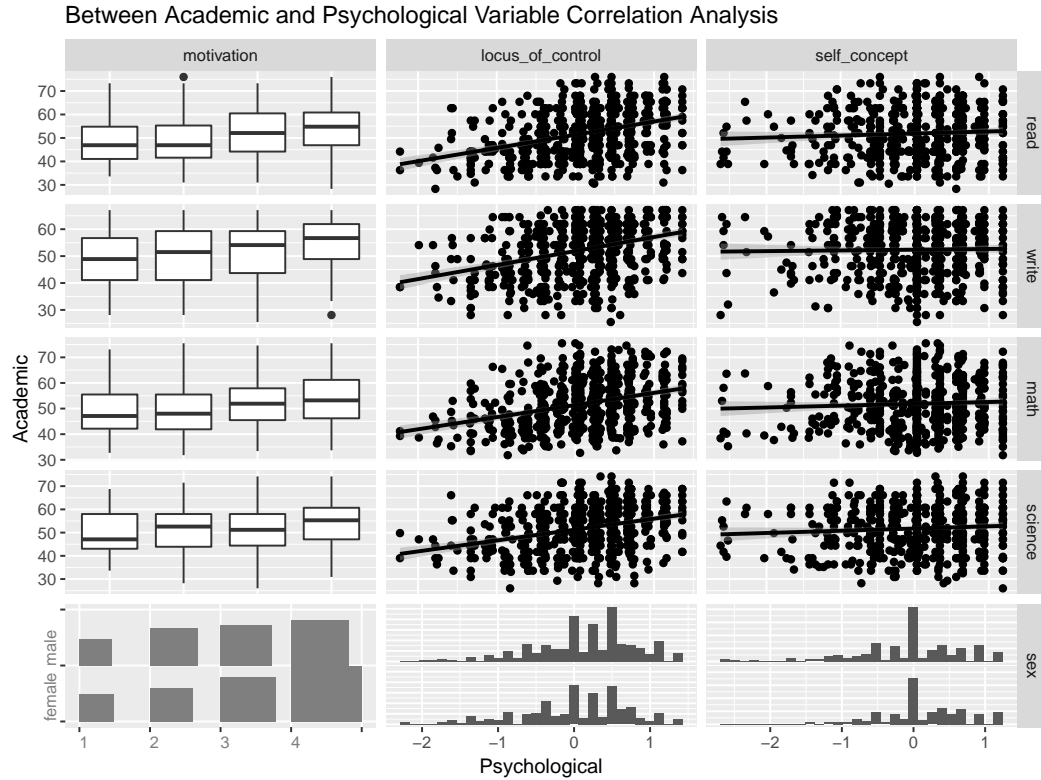 Between Academic and Psychological Variable Correlation Analysis
motivation locus_of_control self_concept
Academic
70
60
50
40
30
read
60
50
40
30
write
70
60
50
40
30
math
70
60
50
40
30
science
male
female
sex
1 2 3 4 −2 −1 0 1 −2 −1 0 1
Psychological